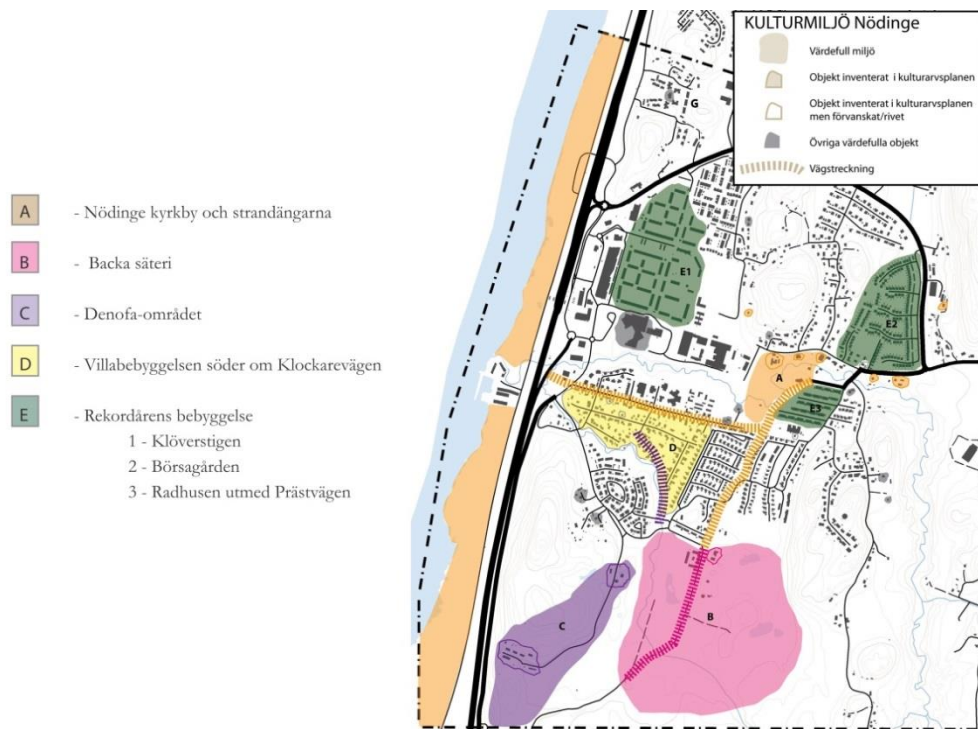 A - Nödinge kyrkby och strandängarna
B - Backa säteri
C - Denofa-området
D - Villabebyggelsen söder om Klockarevägen
E - Rekordårens bebyggelse
1 - Klöverstigen
2 - Börsagården
3 - Radhusen utmed Prästvägen
KULTURMILJÖ Nödinge
Värdefull miljö
Objekt inventerat i kulturarvsplanen
Objekt inventerat i kulturarvsplanen
men förvanskat/rivet
Övriga värdefulla objekt
Vägstreckning
G
E1
E2
A
E3
D
C
B